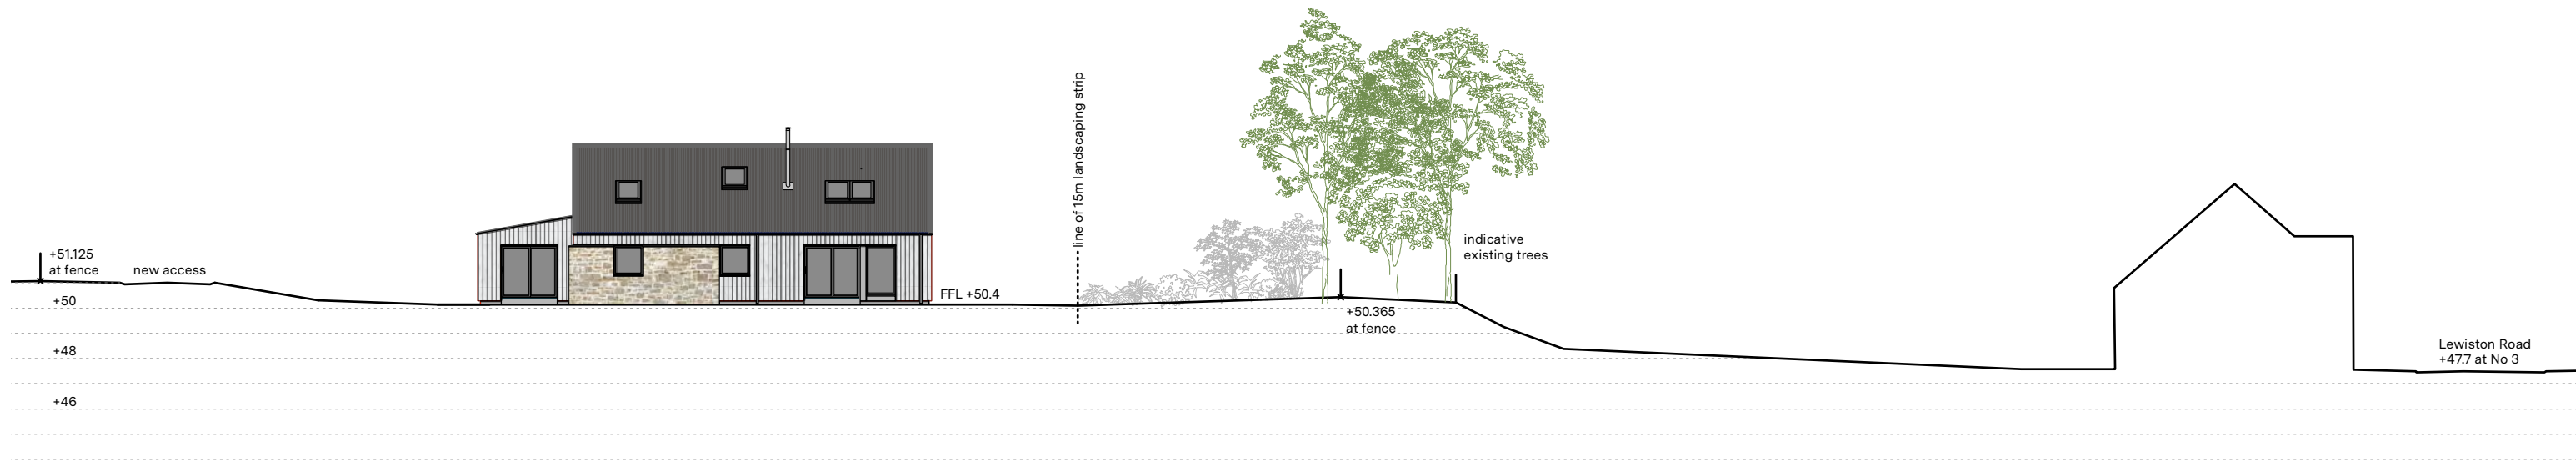 +51.125
at fence
new access
+50
+48
+46
FFL +50.4
line of 15m landscaping strip
+50.365
at fence
indicative
existing trees
Lewiston Road
+47.7 at No 3